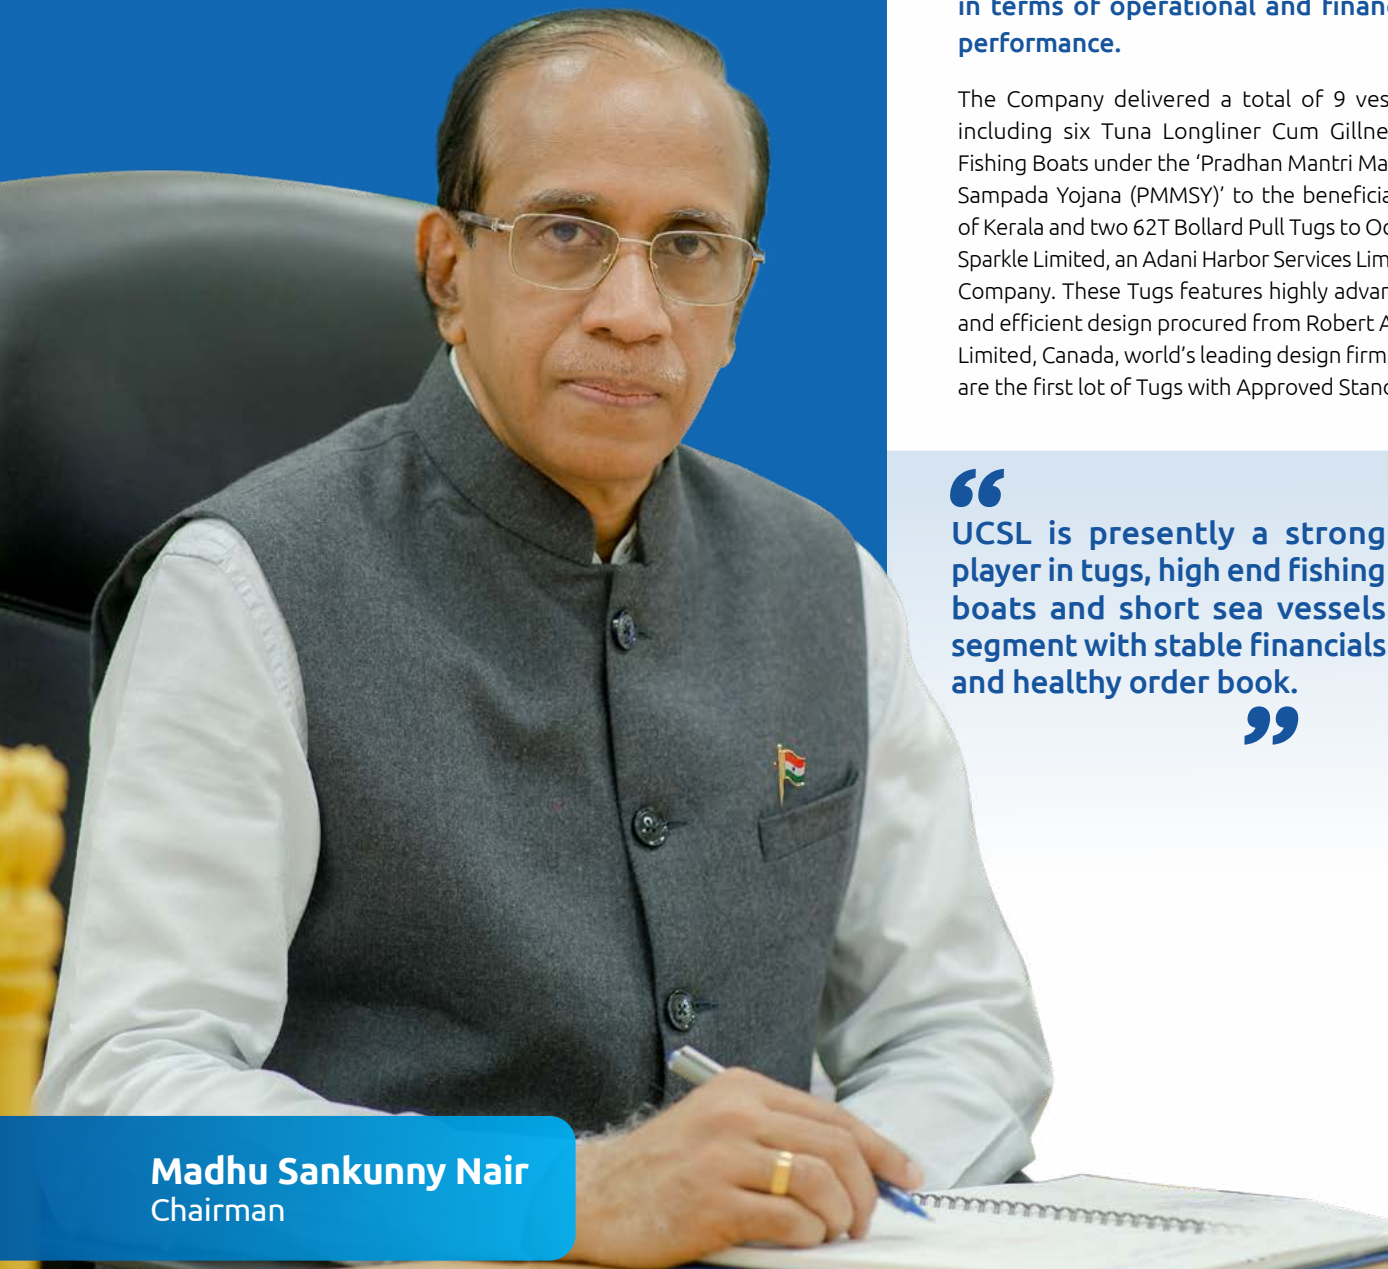 in terms of operational and
performance.
The Company delivered a total of 9
including six Tuna Longliner Cum
Fishing Boats under the ‘Pradhan Mantri
Sampada Yojana (PMMSY)’ to the
of Kerala and two 62T Bollard Pull Tugs to
Sparkle Limited, an Adani Harbor Services
Company. These Tugs features highly
and efficient design procured from Robert
Limited, Canada, world’s leading design firm
are the first lot of Tugs with Approved
“
UCSL is presently a strong
player in tugs, high end fishing
boats and short sea vessels
segment with stable financials
and healthy order book.
”
Madhu Sankunny Nair
Chairman